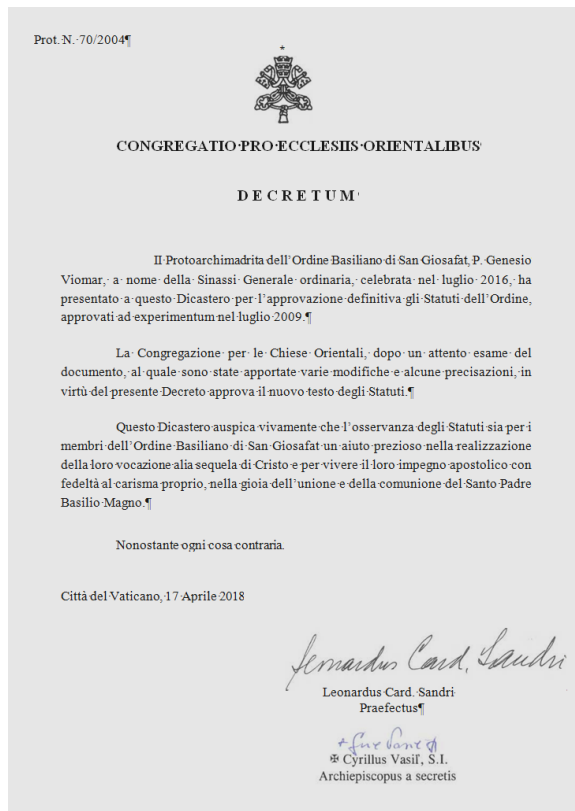 Prot. N. 70/2004¶
CONGREGATIO PRO ECCLESIIS ORIENTALIBUS
DECRETUM
II Protoarchimadrita dell'Ordine Basiliano di San Giosafat, P. Genesio
Viomar, a nome della Sinassi Generale ordinaria, celebrata nel luglio 2016, ha
presentato a questo Dicastero per l'approvazione definitiva gli Statuti dell'Ordine,
approvati ad experimentum nel luglio 2009.¶
La Congregazione per le Chiese Orientali, dopo un attento esame del
documento, al quale sono state apportate varie modifiche e alcune precisazioni, in
virtù del presente Decreto approva il nuovo testo degli Statuti.¶
Questo Dicastero auspica vivamente che l'osservanza degli Statuti sia per i
membri dell'Ordine Basiliano di San Giosafat un aiuto prezioso nella realizzazione
della loro vocazione alia sequela di Cristo e per vivere il loro impegno apostolico con
fedeltà al carisma proprio, nella gioia dell'unione e della comunione del Santo Padre
Basilio Magno.¶
Nonostante ogni cosa contraria.
Città del Vaticano, 17 Aprile 2018
Leonardus Card. Sandri
Leonardus Card. Sandri
Praefectus¶
✠ Cyrillus Vasiľ, S.I.
Archiepiscopus a secretis